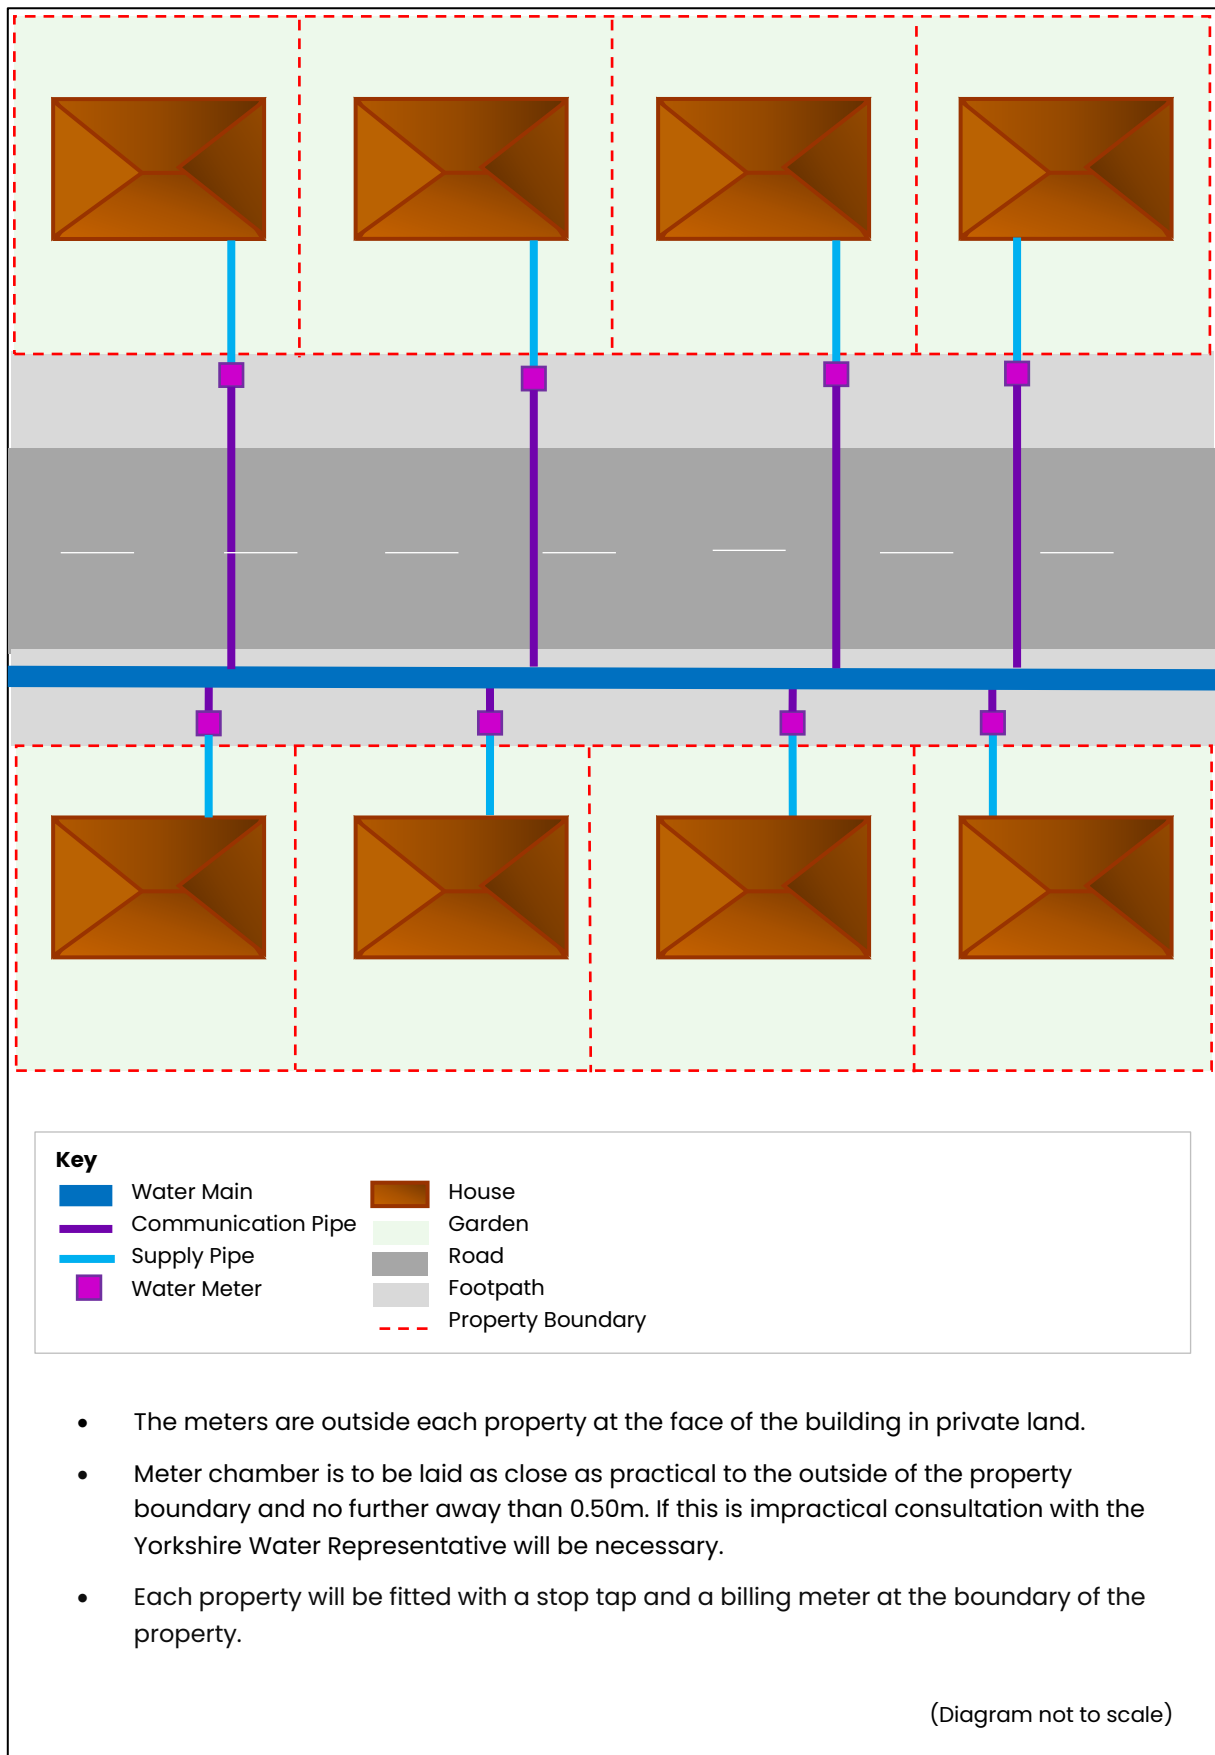 Key
Water Main
Communication Pipe
Supply Pipe
Water Meter
House
Garden
Road
Footpath
Property Boundary
• The meters are outside each property at the face of the building in private land.
• Meter chamber is to be laid as close as practical to the outside of the property
boundary and no further away than 0.50m. If this is impractical consultation with the
Yorkshire Water Representative will be necessary.
• Each property will be fitted with a stop tap and a billing meter at the boundary of the
property.
(Diagram not to scale)